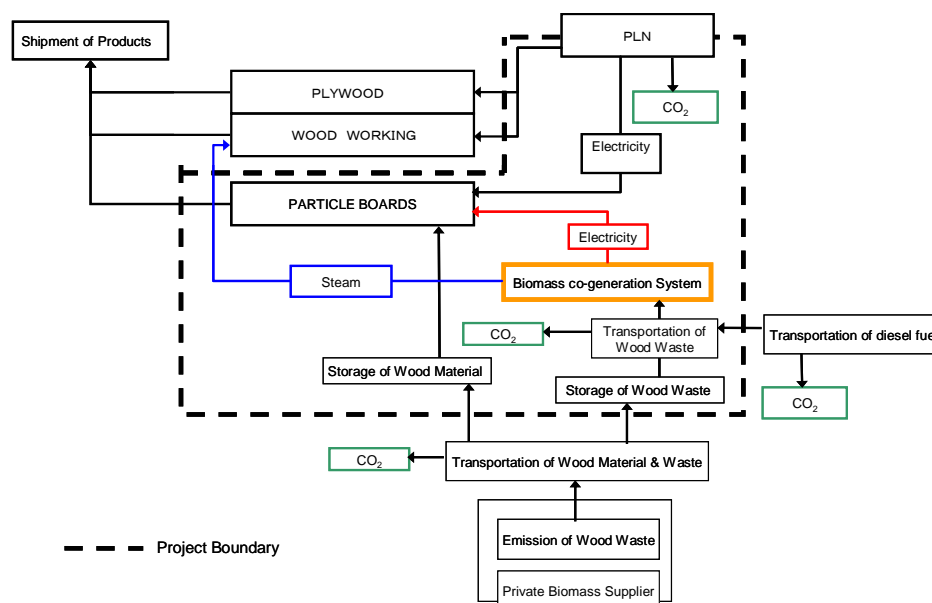 Shipment of Products
PLN
PLYWOOD
CO2
WOOD WORKING
Electricity
PARTICLE BOARDS
Electricity
Steam
Biomass co-generation System
CO2
Transportation of
Wood Waste
Transportation of diesel fue
Storage of Wood Material
Storage of Wood Waste
CO2
CO2
Transportation of Wood Material & Waste
Emission of Wood Waste
Project Boundary
Private Biomass Supplier